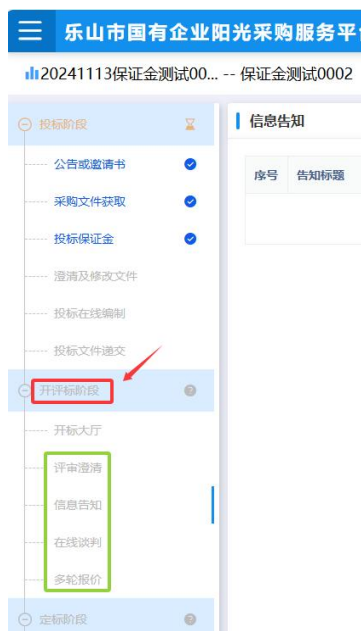 乐山市国有企业阳光采购服务平
20241113保证金测试00... -- 保证金测试0002
投标阶段
公告或邀请书
采购文件获取
投标保证金
澄清及修改文件
投标在线编制
投标文件递交
开评标阶段
开标大厅
评审澄清
信息告知
在线谈判
多轮报价
定标阶段
信息告知
序号 告知标题